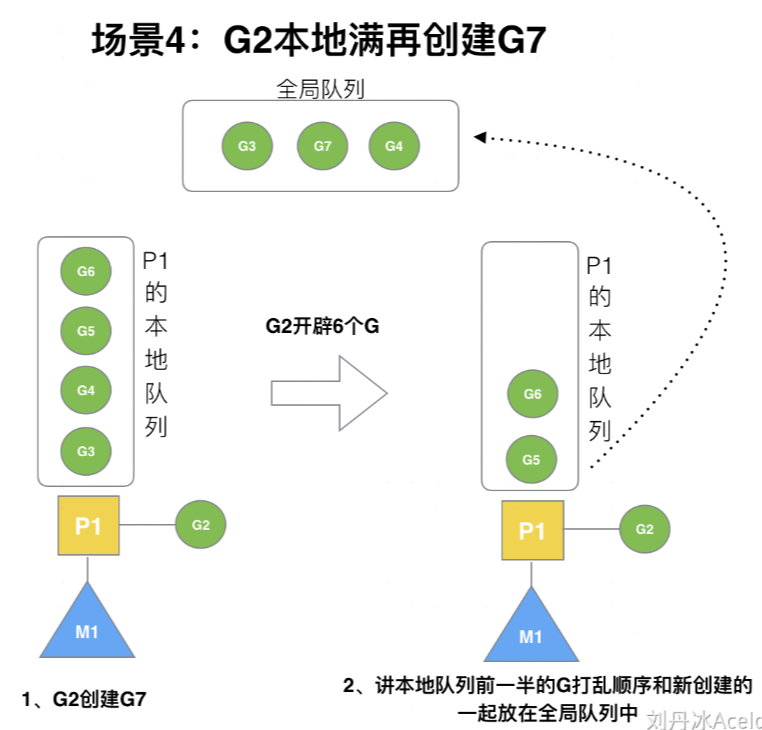 场景4：G2本地满再创建G7
全局队列
G3 G7 G4
G6
G5
G4
G3
P1的本地队列
P1
G2
M1
1、G2创建G7
G2开辟6个G
G6
G5
P1的本地队列
P1
G2
M1
2、讲本地队列前一半的G打乱顺序和新创建的
一起放在全局队列中
刘丹冰Acelc